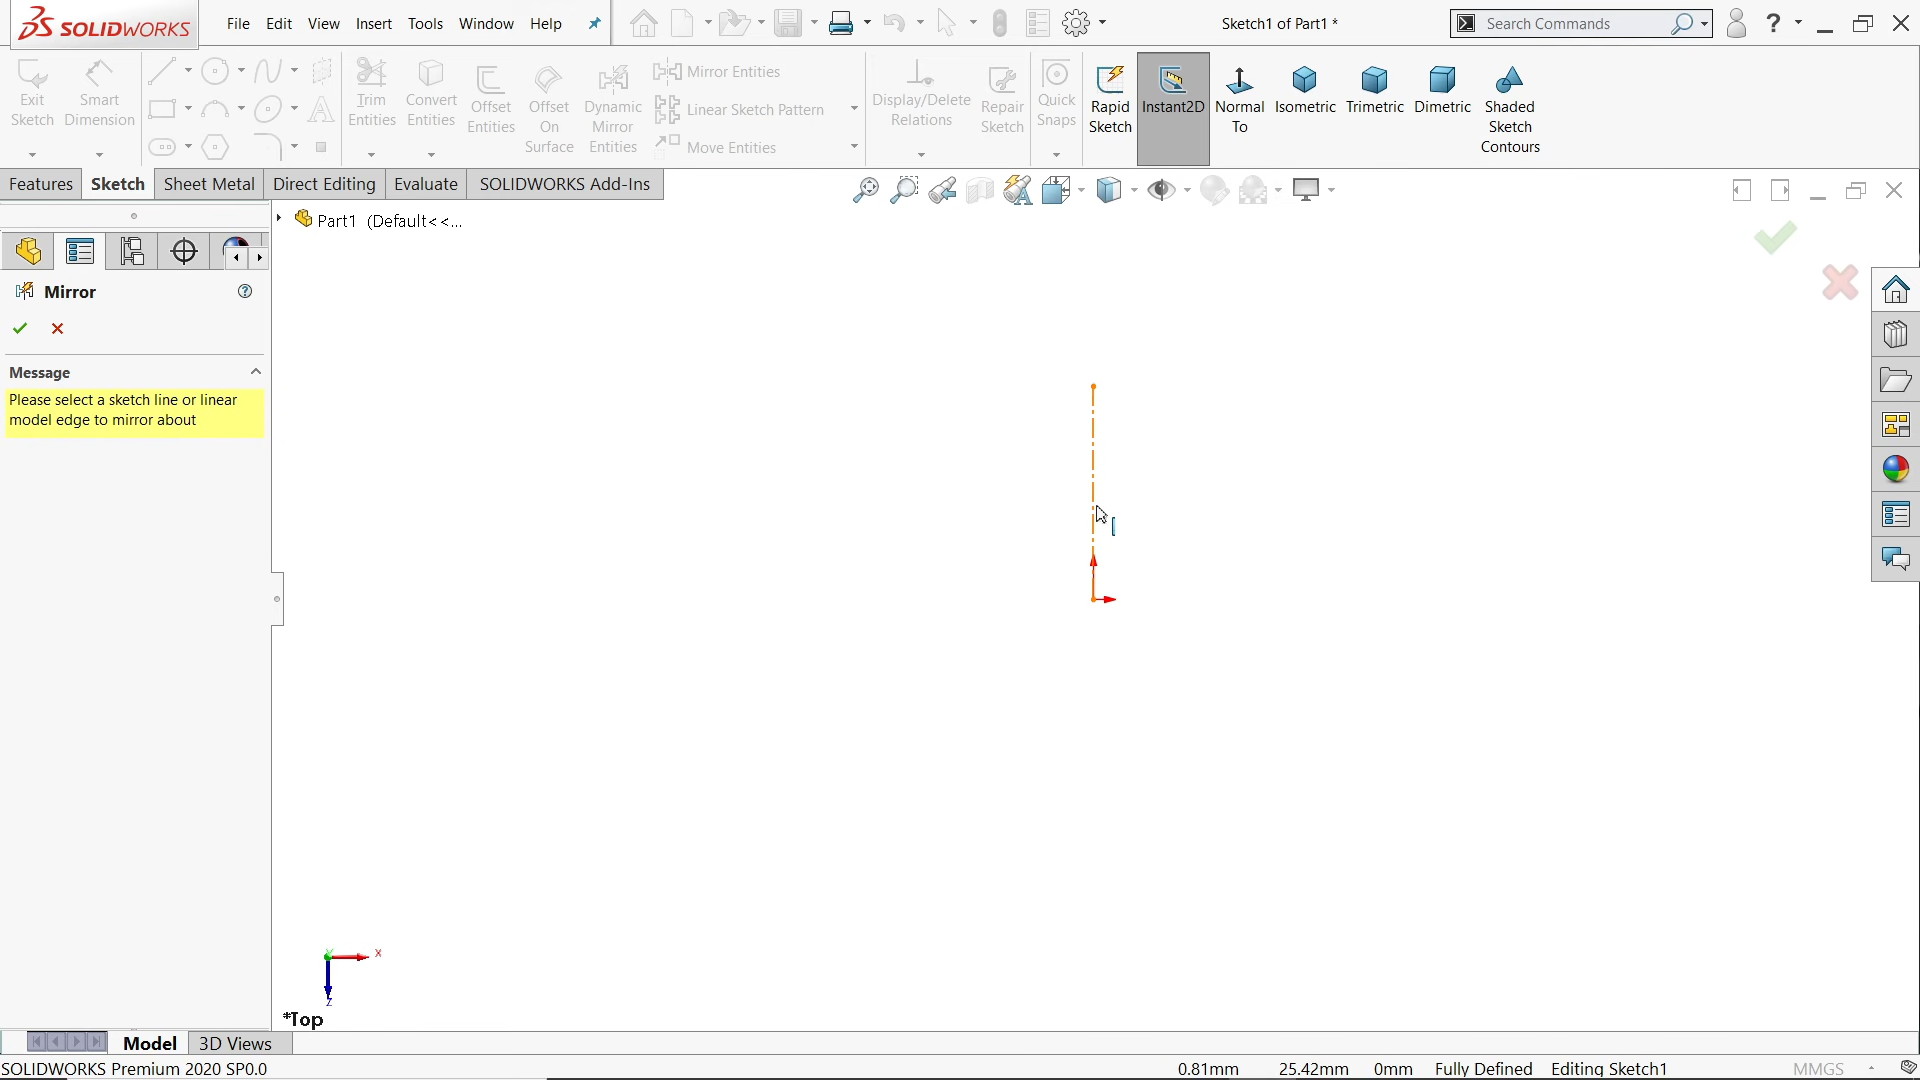 SOLIDWORKS
File Edit View Insert Tools Window Help
Sketch1 of Part1 *
Search Commands
?
Exit Sketch
Smart Dimension
Trim Entities
Convert Entities
Offset Entities
Offset On Surface
Dynamic Mirror Entities
Mirror Entities
Linear Sketch Pattern
Move Entities
Display/Delete Relations
Repair Sketch
Quick Snaps
Rapid Sketch
Instant2D
Normal To
Isometric
Trimetric
Dimetric
Shaded Sketch Contours
Features Sketch Sheet Metal Direct Editing Evaluate SOLIDWORKS Add-Ins
Part1 (Default<<...
Mirror
Message
Please select a sketch line or linear
model edge to mirror about
Y
X
Z
*Top
Model 3D Views
SOLIDWORKS Premium 2020 SP0.0
0.81mm 25.42mm 0mm Fully Defined Editing Sketch1 MMGS